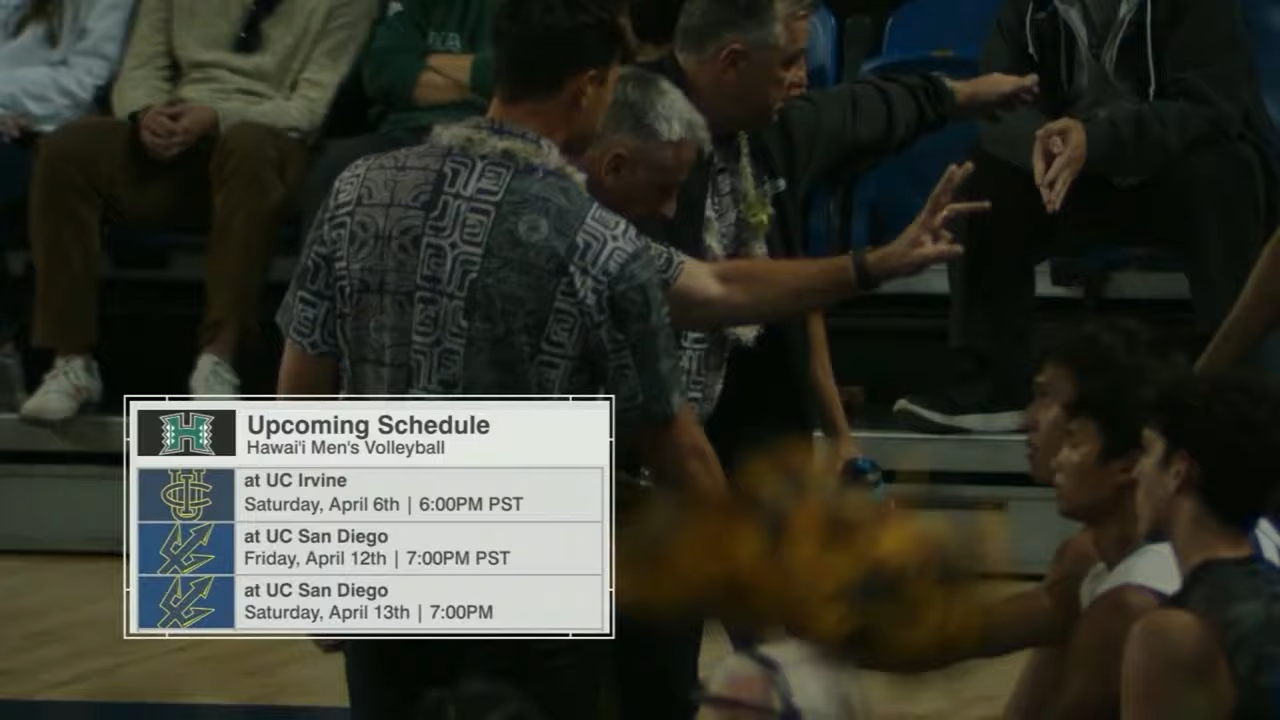 Upcoming Schedule
Hawai'i Men's Volleyball
at UC Irvine
Saturday, April 6th | 6:00PM PST
at UC San Diego
Friday, April 12th | 7:00PM PST
at UC San Diego
Saturday, April 13th | 7:00PM